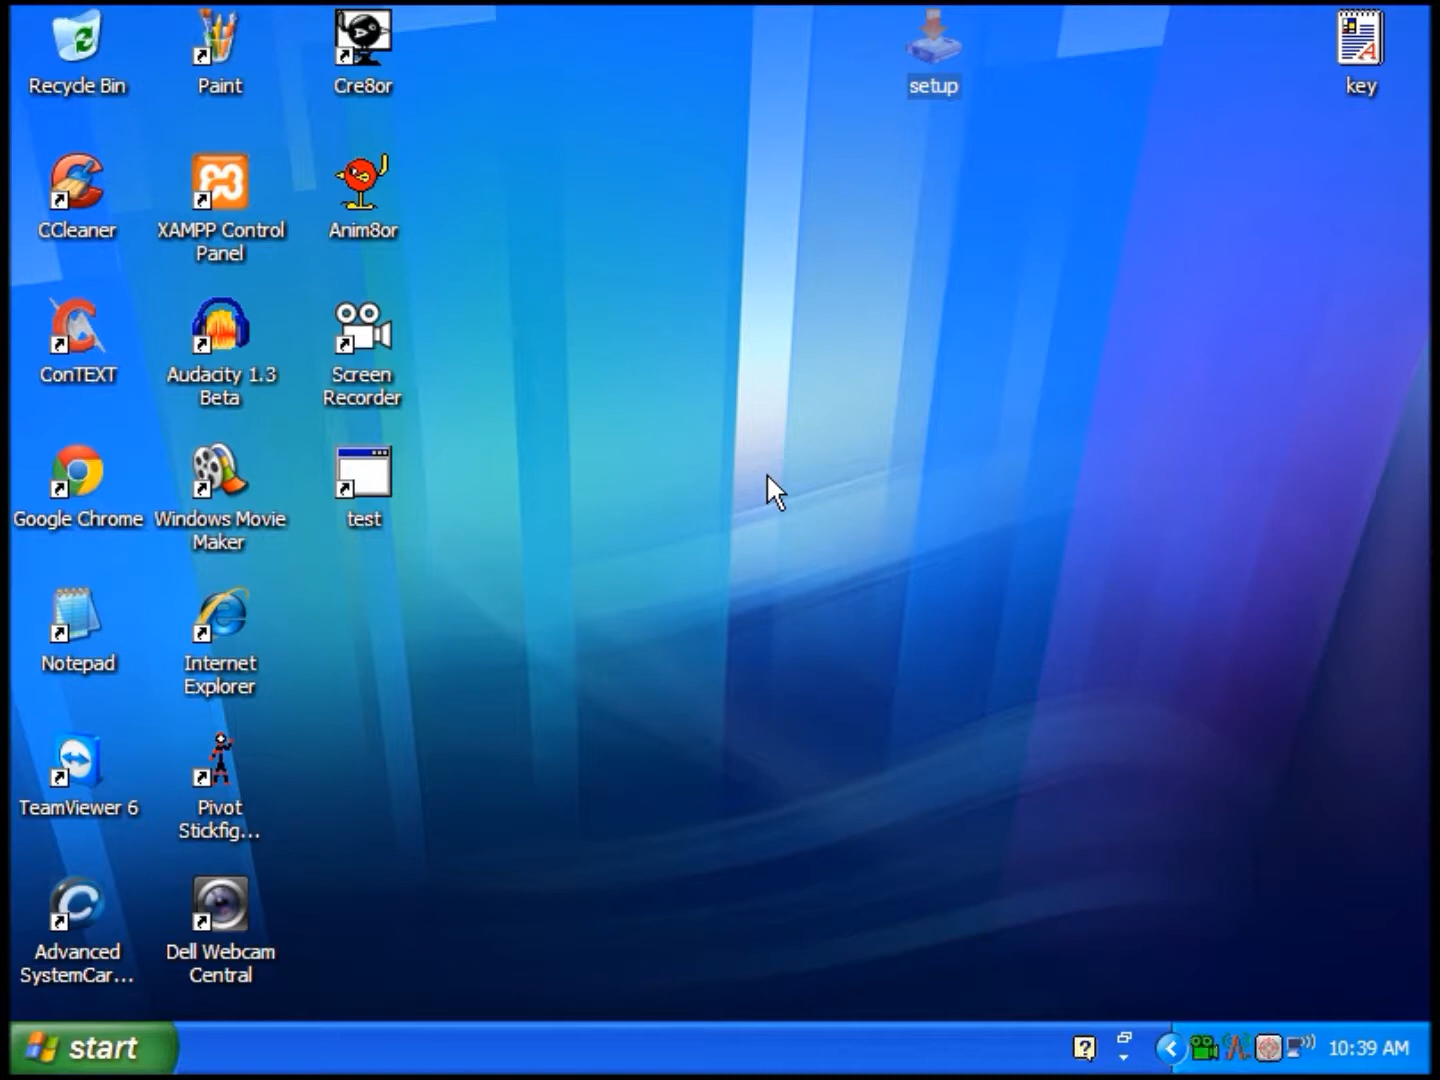 Recycle Bin
Paint
Cre8or
setup
key
CCleaner
XAMPP Control
Panel
Anim8or
ConTEXT
Audacity 1.3
Beta
Screen
Recorder
Google Chrome
Windows Movie
Maker
test
Notepad
Internet
Explorer
TeamViewer 6
Pivot
Stickfig...
Advanced
SystemCar...
Dell Webcam
Central
start
10:39 AM